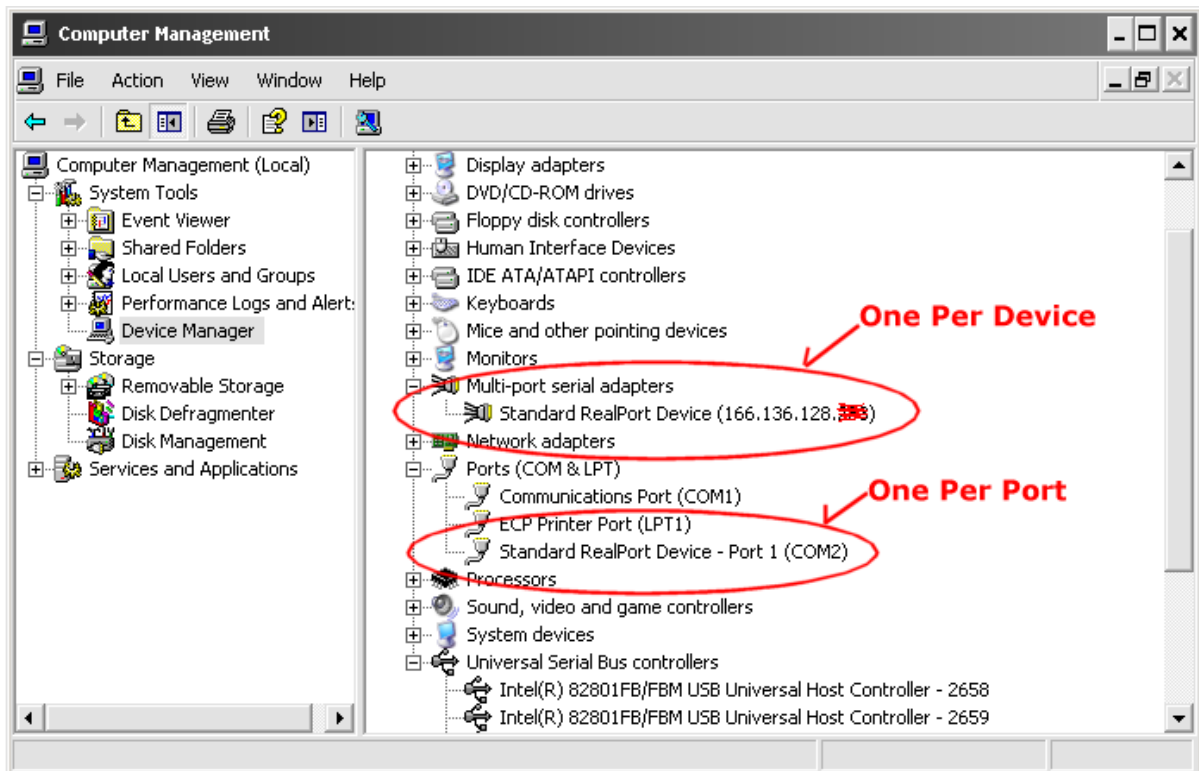 Computer Management
File Action View Window Help
Computer Management (Local)
System Tools
Event Viewer
Shared Folders
Local Users and Groups
Performance Logs and Alert
Device Manager
Storage
Removable Storage
Disk Defragmenter
Disk Management
Services and Applications
Display adapters
DVD/CD-ROM drives
Floppy disk controllers
Human Interface Devices
IDE ATA/ATAPI controllers
Keyboards
One Per Device
Mice and other pointing devices
Monitors
Multi-port serial adapters
Standard RealPort Device (166.136.128.)
Network adapters
Ports (COM & LPT)
One Per Port
Communications Port (COM1)
ECP Printer Port (LPT1)
Standard RealPort Device - Port 1 (COM2)
Processors
Sound, video and game controllers
System devices
Universal Serial Bus controllers
Intel(R) 82801FB/FBM USB Universal Host Controller - 2658
Intel(R) 82801FB/FBM USB Universal Host Controller - 2659